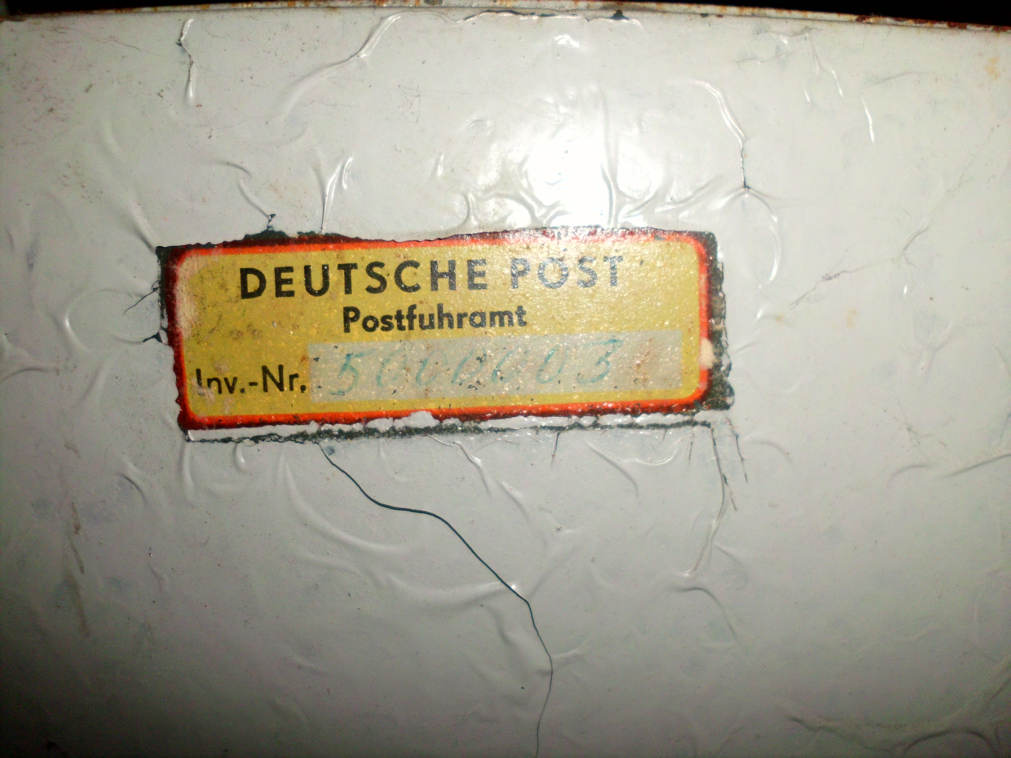 DEUTSCHE POST
Postfuhramt
Inv.-Nr.